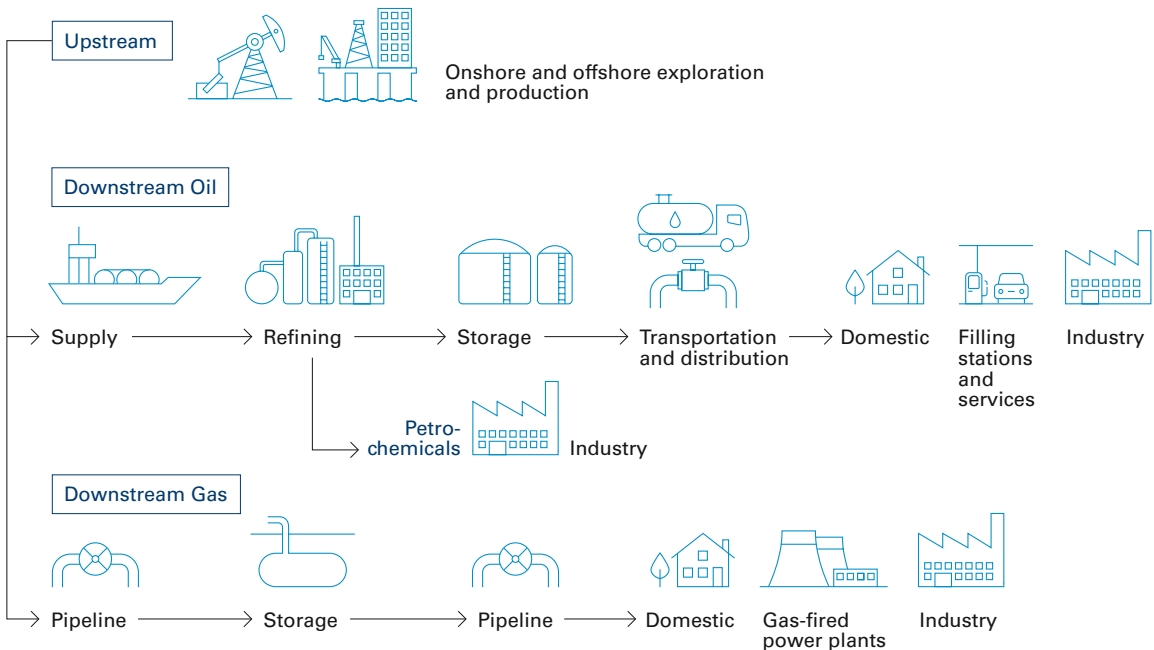 Upstream
Onshore and offshore exploration
and production
Downstream Oil
Supply
Refining
Storage
Transportation
and distribution
Domestic
Filling
stations
and
services
Industry
Petro-
chemicals
Industry
Downstream Gas
Pipeline
Storage
Pipeline
Domestic
Gas-fired
power plants
Industry